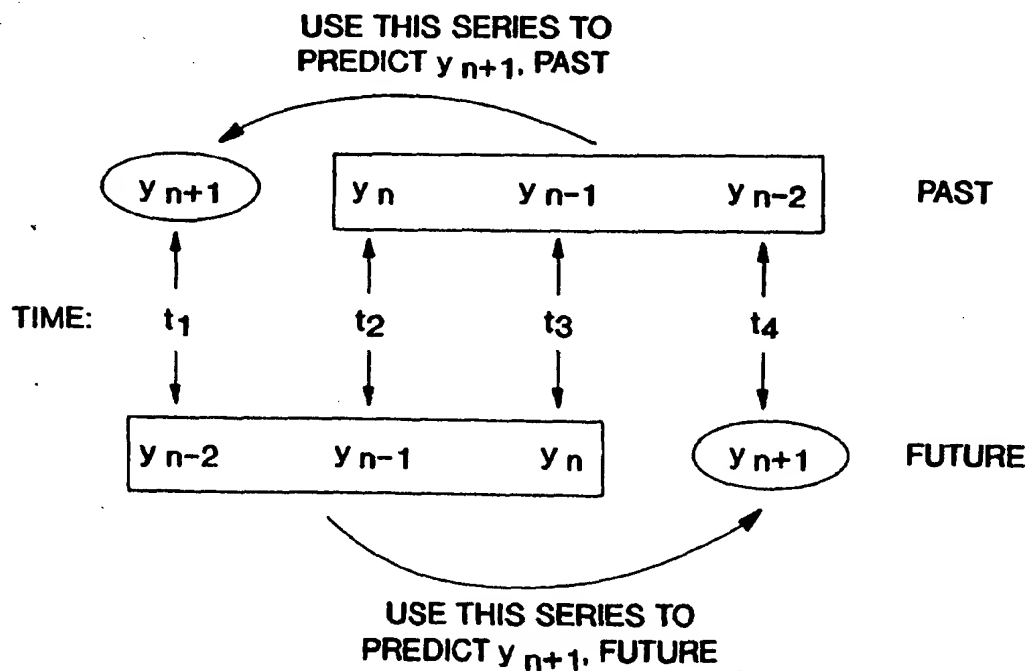 USE THIS SERIES TO
PREDICT y n+1, PAST
y n+1 y n y n-1 y n-2 PAST
TIME: t1 t2 t3 t4
y n-2 y n-1 y n y n+1 FUTURE
USE THIS SERIES TO
PREDICT y n+1, FUTURE